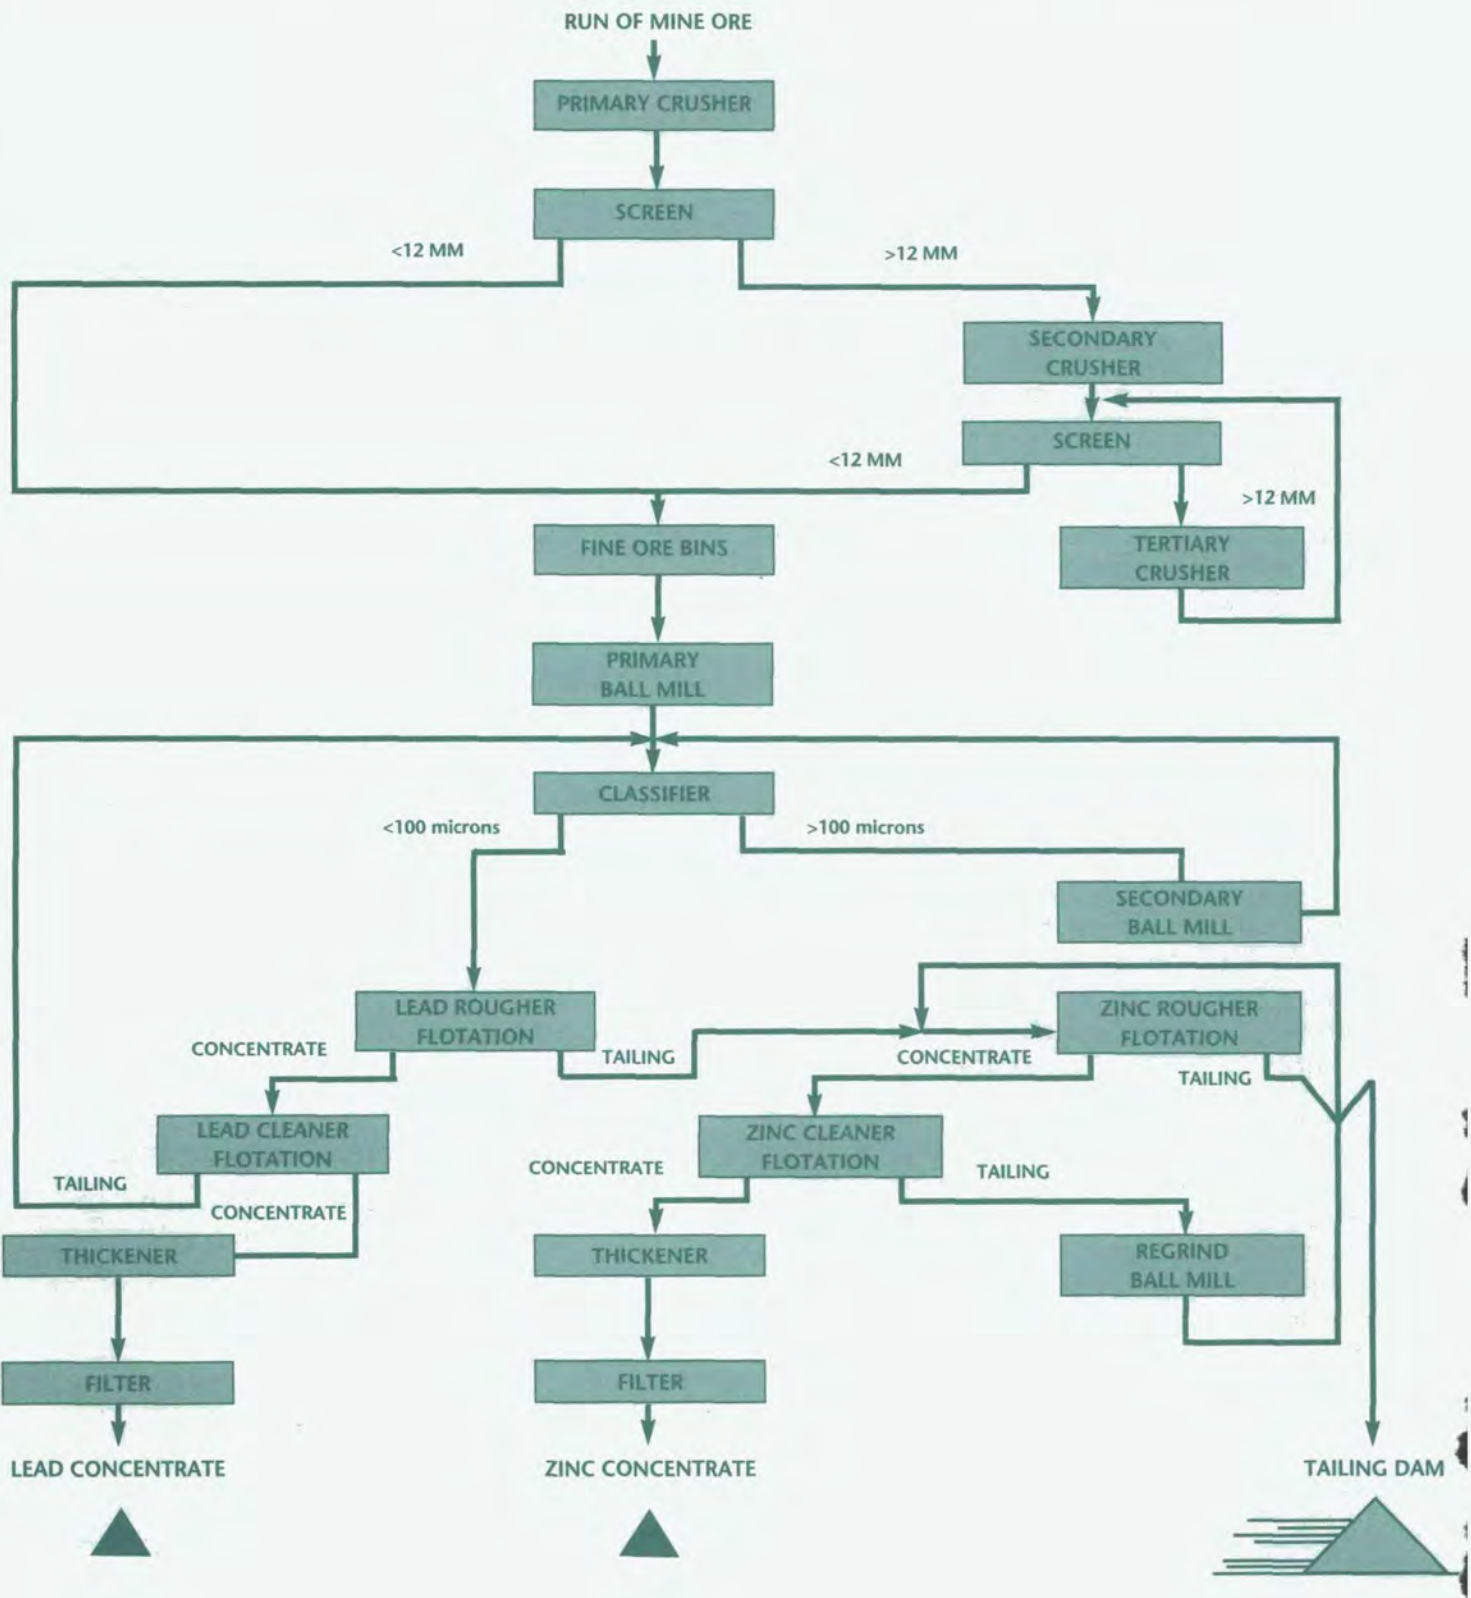 RUN OF MINE ORE
PRIMARY CRUSHER
SCREEN
<12 MM
>12 MM
SECONDARY
CRUSHER
SCREEN
<12 MM
>12 MM
FINE ORE BINS
TERTIARY
CRUSHER
PRIMARY
BALL MILL
CLASSIFIER
<100 microns
>100 microns
SECONDARY
BALL MILL
LEAD ROUGHER
FLOTATION
ZINC ROUGHER
FLOTATION
CONCENTRATE
TAILING
CONCENTRATE
TAILING
LEAD CLEANER
FLOTATION
ZINC CLEANER
FLOTATION
TAILING
CONCENTRATE
CONCENTRATE
TAILING
THICKENER
THICKENER
REGRIND
BALL MILL
FILTER
FILTER
LEAD CONCENTRATE
ZINC CONCENTRATE
TAILING DAM